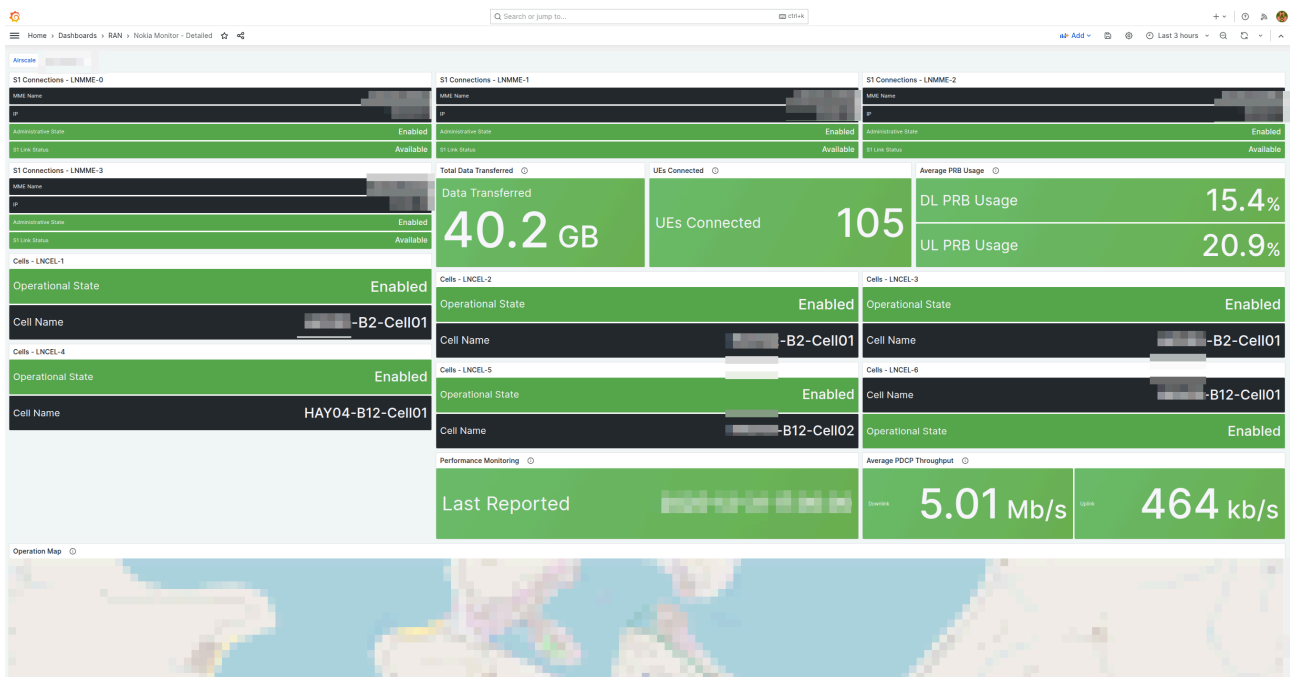 Search or jump to...
ctrl+k
Home › Dashboards › RAN › Nokia Monitor - Detailed
Add
Last 3 hours
Airscale
S1 Connections - LNMME-0
MME Name
IP
Administrative State Enabled
S1 Link Status Available
S1 Connections - LNMME-1
MME Name
IP
Administrative State Enabled
S1 Link Status Available
S1 Connections - LNMME-2
MME Name
IP
Administrative State Enabled
S1 Link Status Available
S1 Connections - LNMME-3
MME Name
IP
Administrative State Enabled
S1 Link Status Available
Total Data Transferred
Data Transferred
40.2 GB
UEs Connected
UEs Connected 105
Average PRB Usage
DL PRB Usage 15.4%
UL PRB Usage 20.9%
Cells - LNCEL-1
Operational State Enabled
Cell Name -B2-Cell01
Cells - LNCEL-2
Operational State Enabled
Cell Name -B2-Cell01
Cells - LNCEL-3
Operational State Enabled
Cell Name -B2-Cell01
Cells - LNCEL-4
Operational State Enabled
Cell Name HAY04-B12-Cell01
Cells - LNCEL-5
Operational State Enabled
Cell Name -B12-Cell02
Cells - LNCEL-6
Cell Name -B12-Cell01
Operational State Enabled
Performance Monitoring
Last Reported
Average PDCP Throughput
Downlink 5.01 Mb/s
Uplink 464 kb/s
Operation Map